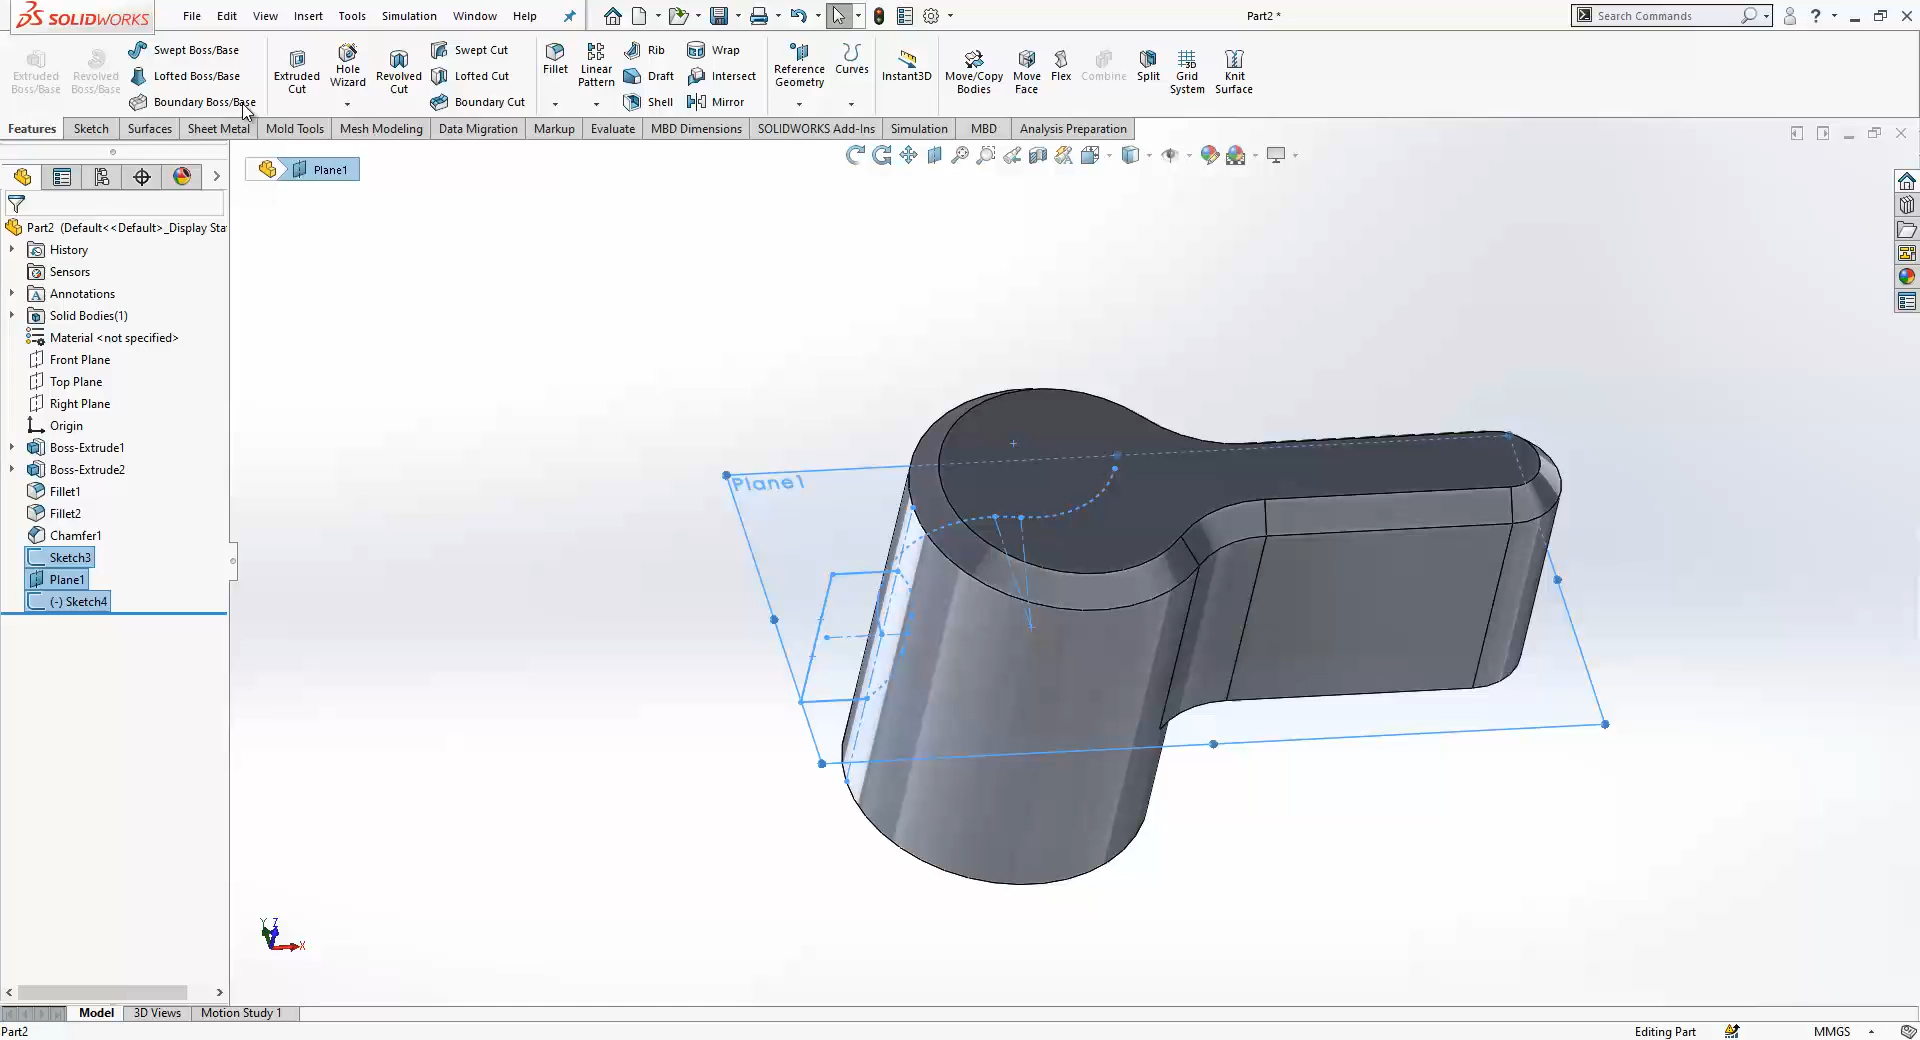 SOLIDWORKS
File Edit View Insert Tools Simulation Window Help
Part2 *
Search Commands
Extruded Boss/Base
Revolved Boss/Base
Swept Boss/Base
Lofted Boss/Base
Boundary Boss/Base
Extruded Cut
Hole Wizard
Revolved Cut
Swept Cut
Lofted Cut
Boundary Cut
Fillet
Linear Pattern
Rib
Draft
Shell
Wrap
Intersect
Mirror
Reference Geometry
Curves
Instant3D
Move/Copy Bodies
Move Face
Flex
Combine
Split
Grid System
Knit Surface
Features Sketch Surfaces Sheet Metal Mold Tools Mesh Modeling Data Migration Markup Evaluate MBD Dimensions SOLIDWORKS Add-Ins Simulation MBD Analysis Preparation
Plane1
Part2 (Default<<Default>_Display Sta
History
Sensors
Annotations
Solid Bodies(1)
Material <not specified>
Front Plane
Top Plane
Right Plane
Origin
Boss-Extrude1
Boss-Extrude2
Fillet1
Fillet2
Chamfer1
Sketch3
Plane1
(-) Sketch4
Plane1
Y Z
X
Model 3D Views Motion Study 1
Part2
Editing Part
MMGS